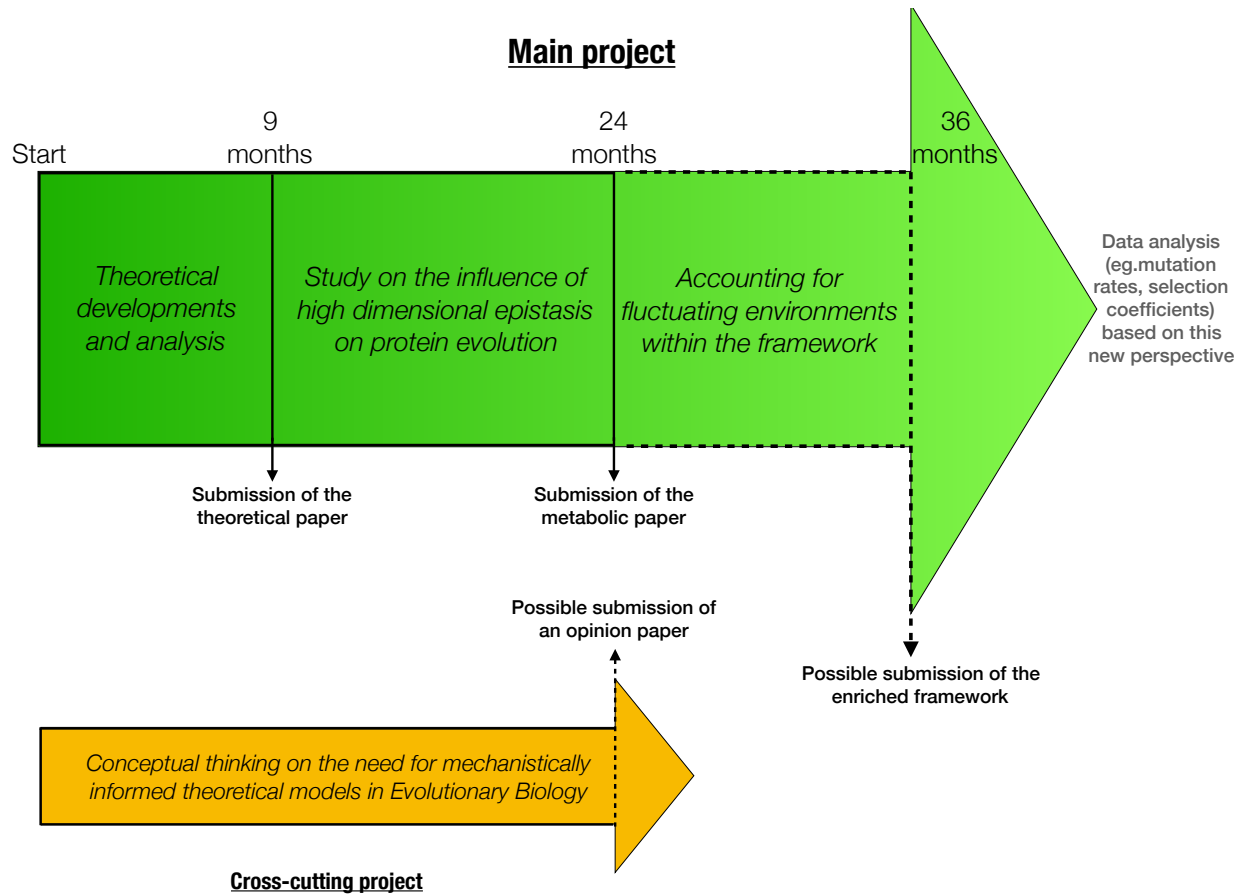 Main project
Start
9
months
24
months
36
months
Theoretical
developments
and analysis
Study on the influence of
high dimensional epistasis
on protein evolution
Accounting for
fluctuating environments
within the framework
Data analysis
(eg.mutation
rates, selection
coefficients)
based on this
new perspective
Submission of the
theoretical paper
Submission of the
metabolic paper
Possible submission of
an opinion paper
Possible submission of the
enriched framework
Conceptual thinking on the need for mechanistically
informed theoretical models in Evolutionary Biology
Cross-cutting project